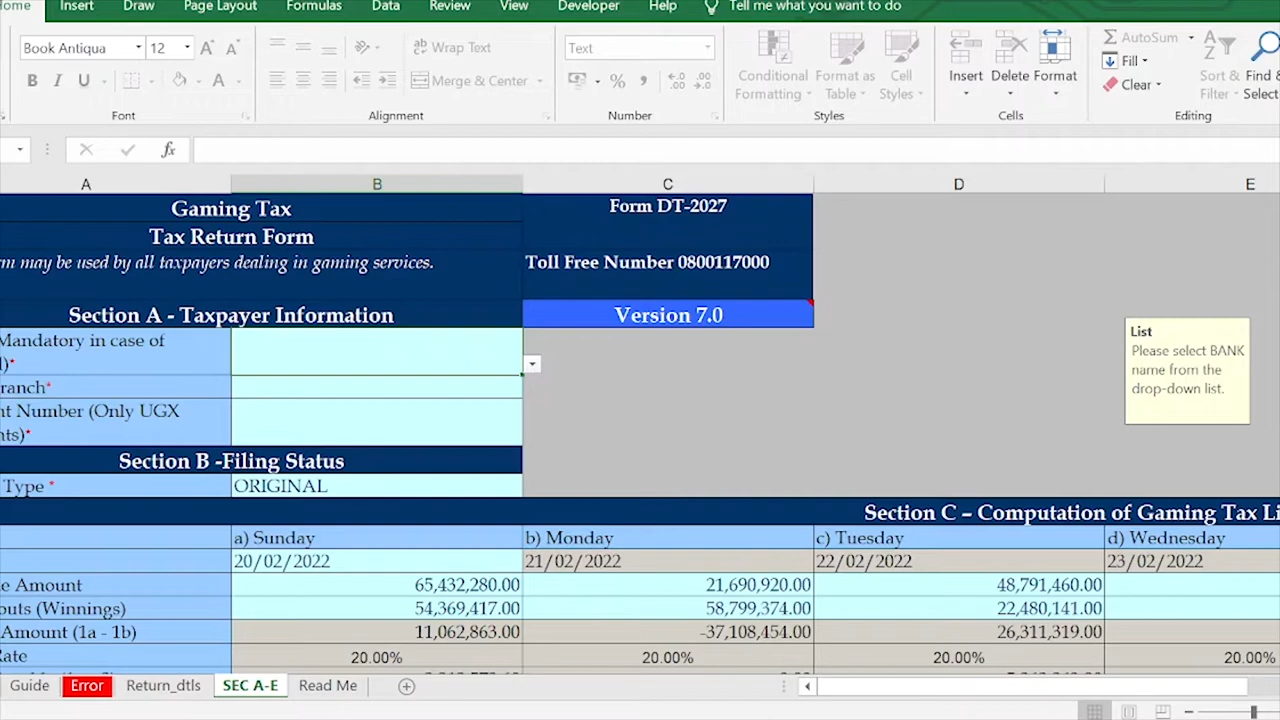 ome Insert Draw Page Layout Formulas Data Review View Developer Help Tell me what you want to do
Book Antiqua 12 A A Wrap Text Text AutoSum
B I U A Merge & Center % Conditional Formatting Format as Table Cell Styles Insert Delete Format Fill Clear Sort & Filter Find & Select
Font Alignment Number Styles Cells Editing
fx
A B C D E
Gaming Tax Form DT-2027
Tax Return Form
rm may be used by all taxpayers dealing in gaming services. Toll Free Number 0800117000
Section A - Taxpayer Information Version 7.0
Mandatory in case of
l)*
ranch*
nt Number (Only UGX
nts)*
List
Please select BANK
name from the
drop-down list.
Section B -Filing Status
Type * ORIGINAL
Section C – Computation of Gaming Tax Li
a) Sunday b) Monday c) Tuesday d) Wednesday
20/02/2022 21/02/2022 22/02/2022 23/02/2022
e Amount 65,432,280.00 21,690,920.00 48,791,460.00
outs (Winnings) 54,369,417.00 58,799,374.00 22,480,141.00
Amount (1a - 1b) 11,062,863.00 -37,108,454.00 26,311,319.00
Rate 20.00% 20.00% 20.00% 20.00%
Guide Error Return_dtls SEC A-E Read Me